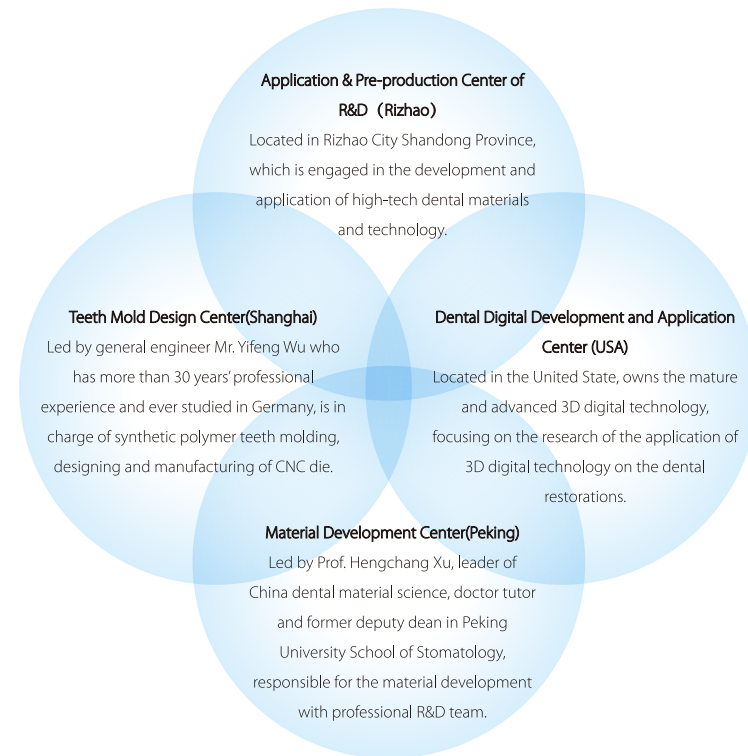 Application & Pre-production Center of
R&D（Rizhao）
Located in Rizhao City Shandong Province,
which is engaged in the development and
application of high-tech dental materials
and technology.
Teeth Mold Design Center(Shanghai)
Led by general engineer Mr. Yifeng Wu who
has more than 30 years’ professional
experience and ever studied in Germany, is in
charge of synthetic polymer teeth molding,
designing and manufacturing of CNC die.
Dental Digital Development and Application
Center (USA)
Located in the United State, owns the mature
and advanced 3D digital technology,
focusing on the research of the application of
3D digital technology on the dental
restorations.
Material Development Center(Peking)
Led by Prof. Hengchang Xu, leader of
China dental material science, doctor tutor
and former deputy dean in Peking
University School of Stomatology,
responsible for the material development
with professional R&D team.